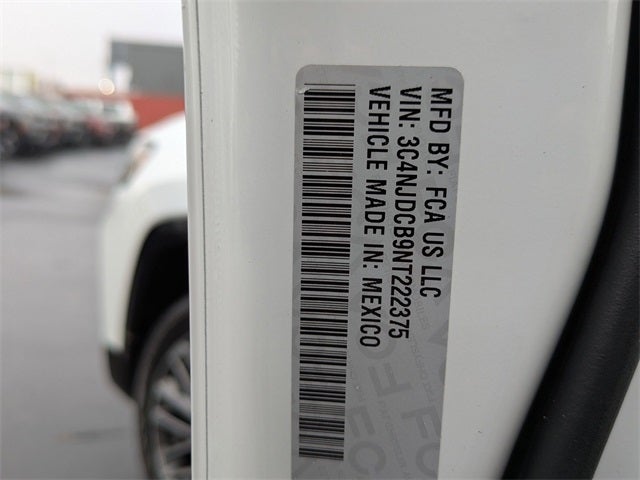 MFD BY: FCA US LLC
VIN: 3C4NJDCB9NT222375
VEHICLE MADE IN: MEXICO